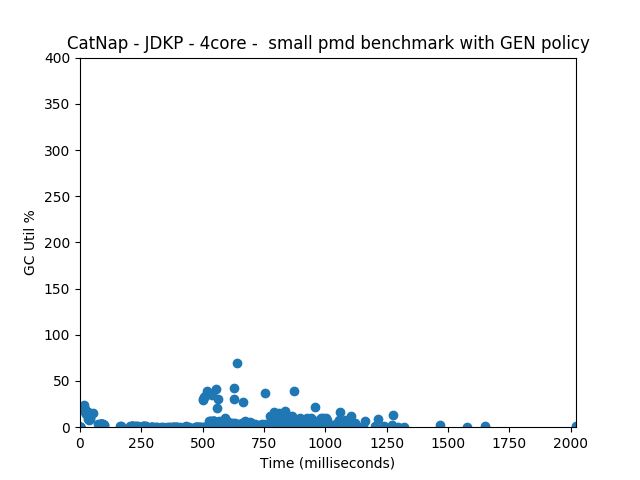 CatNap - JDKP - 4core -  small pmd benchmark with GEN policy
400
350
300
250
200
150
100
50
0
GC Util %
0 250 500 750 1000 1250 1500 1750 2000
Time (milliseconds)